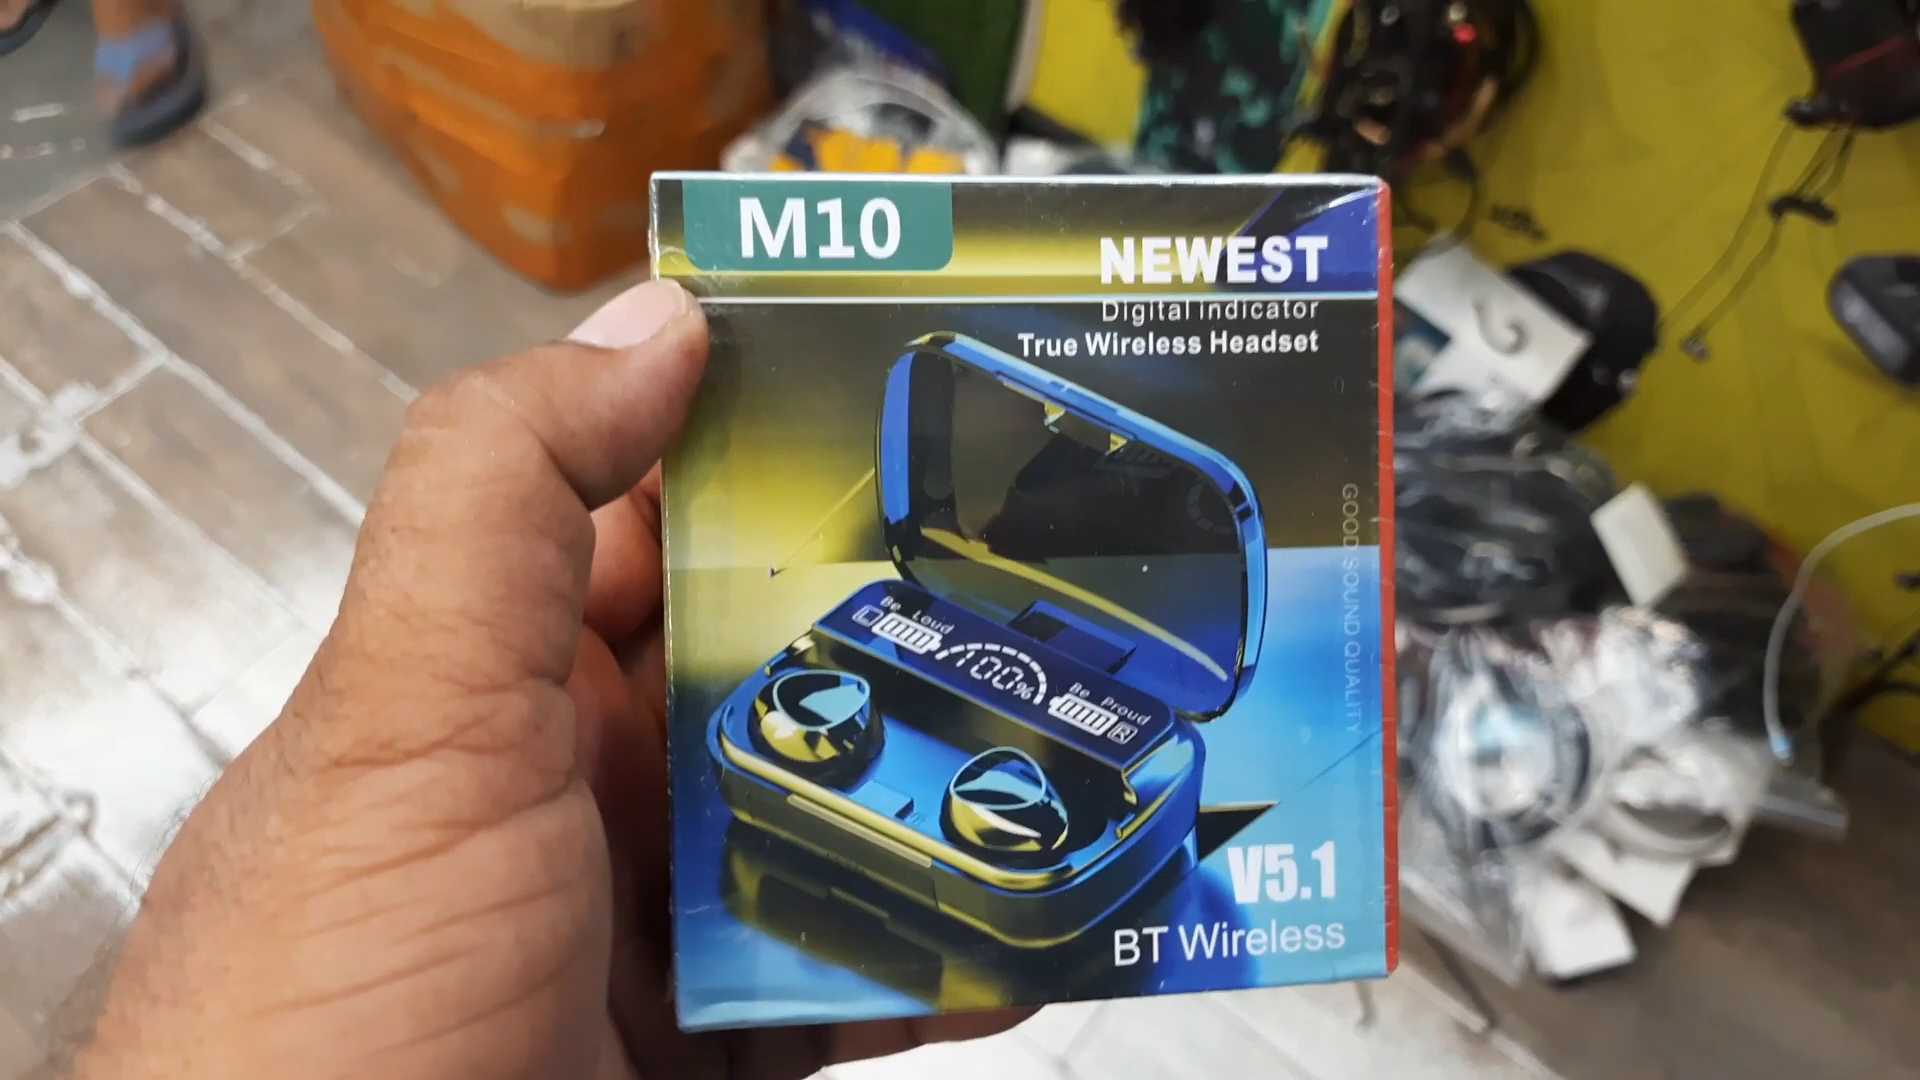 M10
NEWEST
Digital indicator
True Wireless Headset
GOOD SOUND QUALITY
Be Loud
L
100%
Be Proud
R
V5.1
BT Wireless